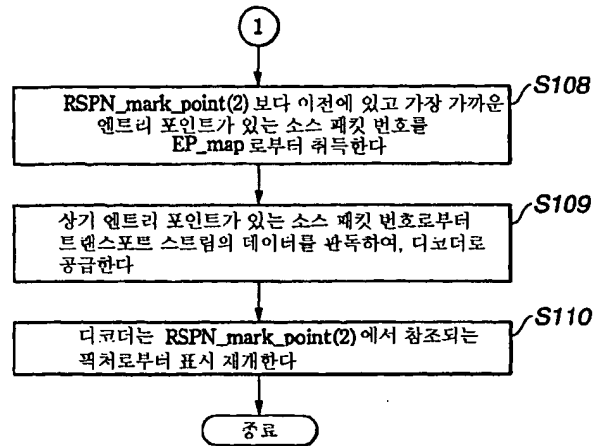 1
S108
RSPN_mark_point(2) 보다 이전에 있고 가장 가까운
엔트리 포인트가 있는 소스 패킷 번호를
EP_map 로부터 취득한다
S109
상기 엔트리 포인트가 있는 소스 패킷 번호로부터
트랜스포트 스트림의 데이터를 판독하여, 디코더로
공급한다
S110
디코더는 RSPN_mark_point(2) 에서 참조되는
픽처로부터 표시 재개한다
종료